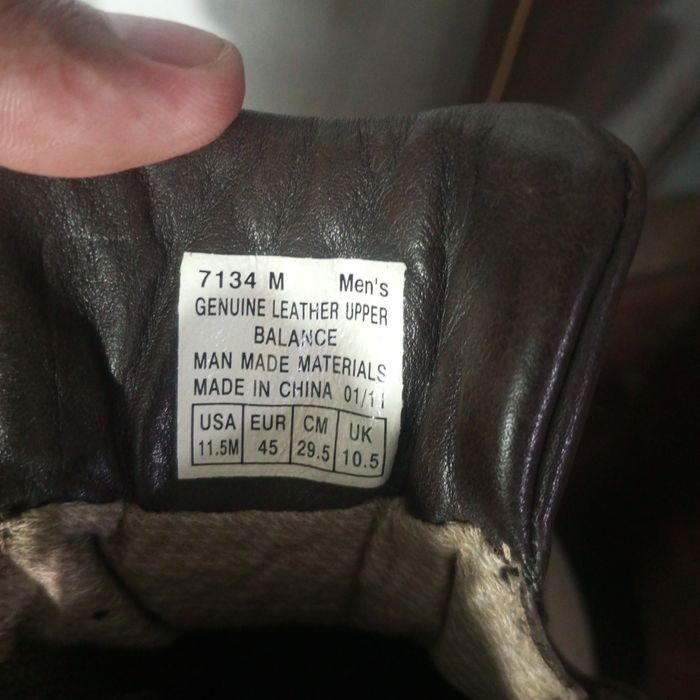 7134 M Men's
GENUINE LEATHER UPPER
BALANCE
MAN MADE MATERIALS
MADE IN CHINA 01/11
USA EUR CM UK
11.5M 45 29.5 10.5